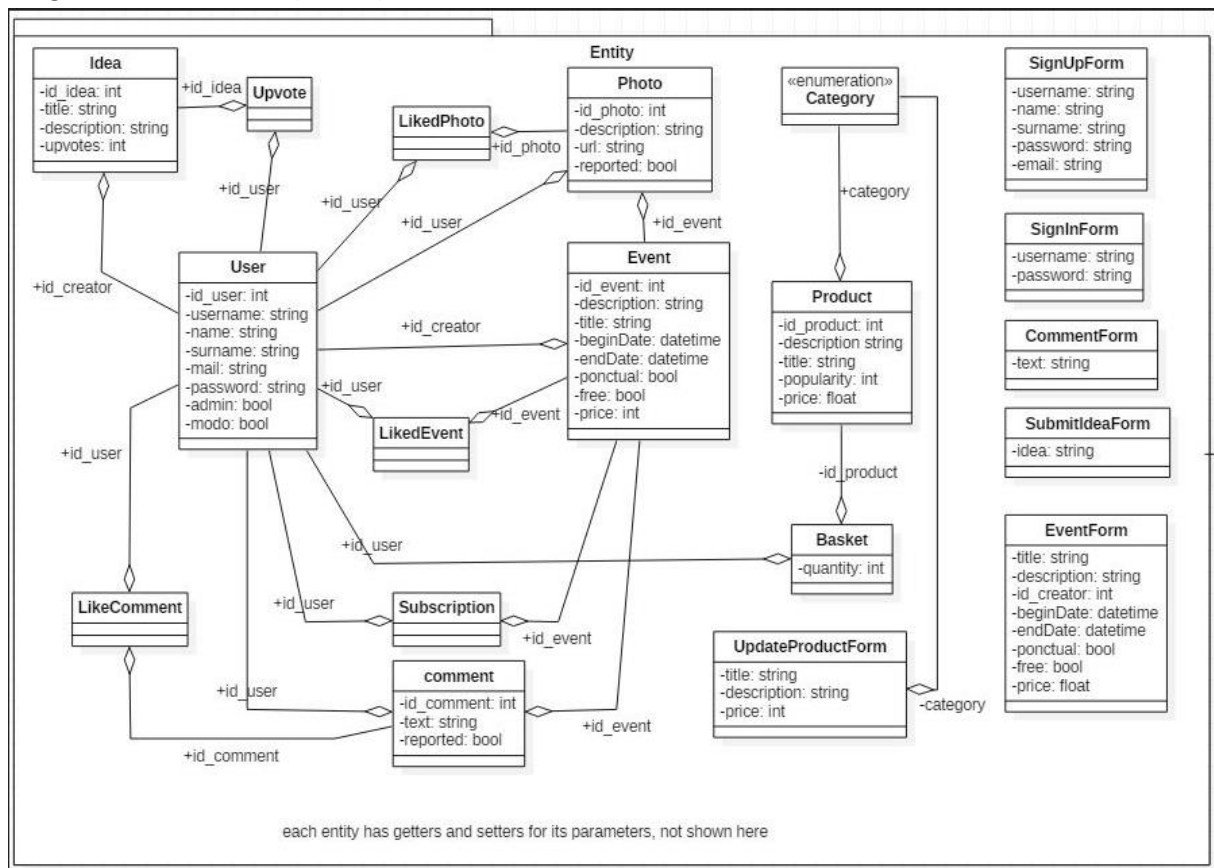 Entity
Idea
-id_idea: int
-title: string
-description: string
-upvotes: int
+id_idea
Upvote
+id_user
LikedPhoto
+id_photo
+id_user
Photo
-id_photo: int
-description: string
-url: string
-reported: bool
+id_user
+id_event
«enumeration»
Category
+category
SignUpForm
-username: string
-name: string
-surname: string
-password: string
-email: string
SignInForm
-username: string
-password: string
+id_creator
User
-id_user: int
-username: string
-name: string
-surname: string
-mail: string
-password: string
-admin: bool
-modo: bool
+id_creator
+id_user
LikedEvent
+id_event
Event
-id_event: int
-description: string
-title: string
-beginDate: datetime
-endDate: datetime
-ponctual: bool
-free: bool
-price: int
Product
-id_product: int
-description string
-title: string
-popularity: int
-price: float
-id_product
CommentForm
-text: string
SubmitIdeaForm
-idea: string
+id_user
+id_user
Basket
-quantity: int
EventForm
-title: string
-description: string
-id_creator: int
-beginDate: datetime
-endDate: datetime
-ponctual: bool
-free: bool
-price: float
LikeComment
+id_user
Subscription
+id_event
UpdateProductForm
-title: string
-description: string
-price: int
-category
+id_user
comment
-id_comment: int
-text: string
-reported: bool
+id_event
+id_comment
each entity has getters and setters for its parameters, not shown here